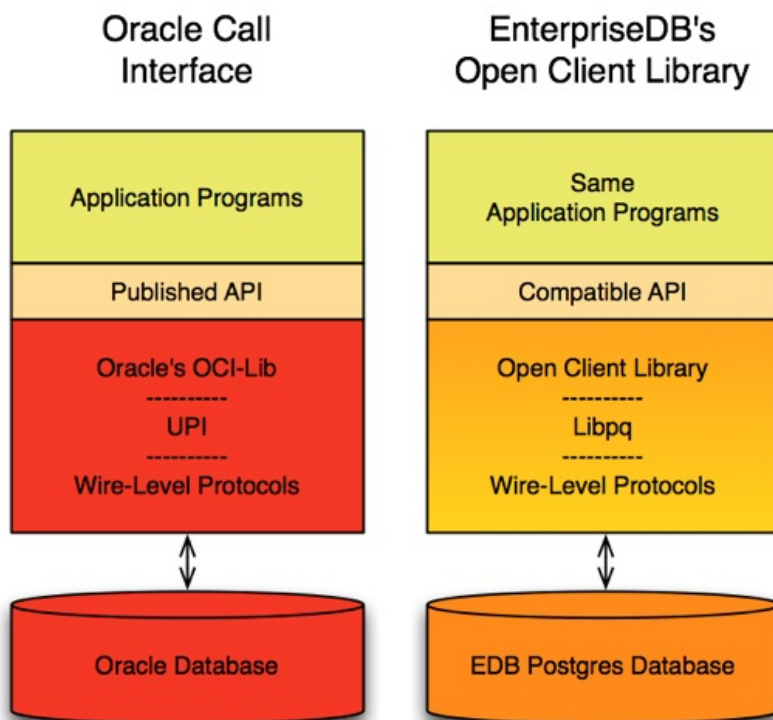 Oracle Call
Interface
Application Programs
Published API
Oracle's OCI-Lib
----------
UPI
----------
Wire-Level Protocols
Oracle Database
EnterpriseDB's
Open Client Library
Same
Application Programs
Compatible API
Open Client Library
----------
Libpq
----------
Wire-Level Protocols
EDB Postgres Database